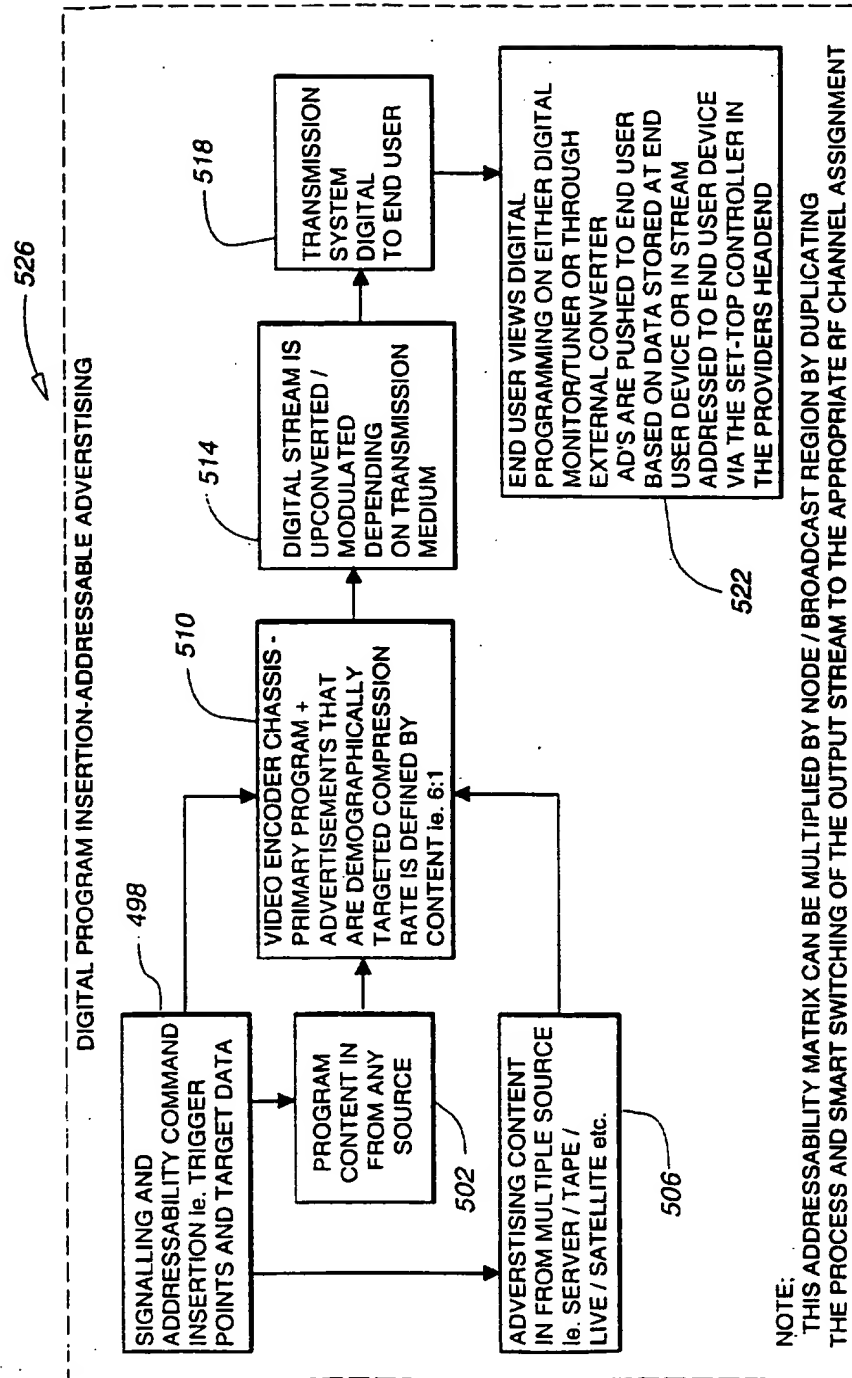 DIGITAL PROGRAM INSERTION-ADDRESSABLE ADVERSTISING
526
SIGNALLING AND
ADDRESSABILITY COMMAND
INSERTION ie. TRIGGER
POINTS AND TARGET DATA
498
PROGRAM
CONTENT IN
FROM ANY
SOURCE
502
ADVERSTISING CONTENT
IN FROM MULTIPLE SOURCE
ie. SERVER / TAPE /
LIVE / SATELLITE etc.
506
VIDEO ENCODER CHASSIS -
PRIMARY PROGRAM +
ADVERTISEMENTS THAT
ARE DEMOGRAPHICALLY
TARGETED COMPRESSION
RATE IS DEFINED BY
CONTENT ie. 6:1
510
DIGITAL STREAM IS
UPCONVERTED /
MODULATED
DEPENDING
ON TRANSMISSION
MEDIUM
514
TRANSMISSION
SYSTEM
DIGITAL
TO END USER
518
END USER VIEWS DIGITAL
PROGRAMMING ON EITHER DIGITAL
MONITOR/TUNER OR THROUGH
EXTERNAL CONVERTER
AD'S ARE PUSHED TO END USER
BASED ON DATA STORED AT END
USER DEVICE OR IN STREAM
ADDRESSED TO END USER DEVICE
VIA THE SET-TOP CONTROLLER IN
THE PROVIDERS HEADEND
522
NOTE:
THIS ADDRESSABILITY MATRIX CAN BE MULTIPLIED BY NODE / BROADCAST REGION BY DUPLICATING
THE PROCESS AND SMART SWITCHING OF THE OUTPUT STREAM TO THE APPROPRIATE RF CHANNEL ASSIGNMENT